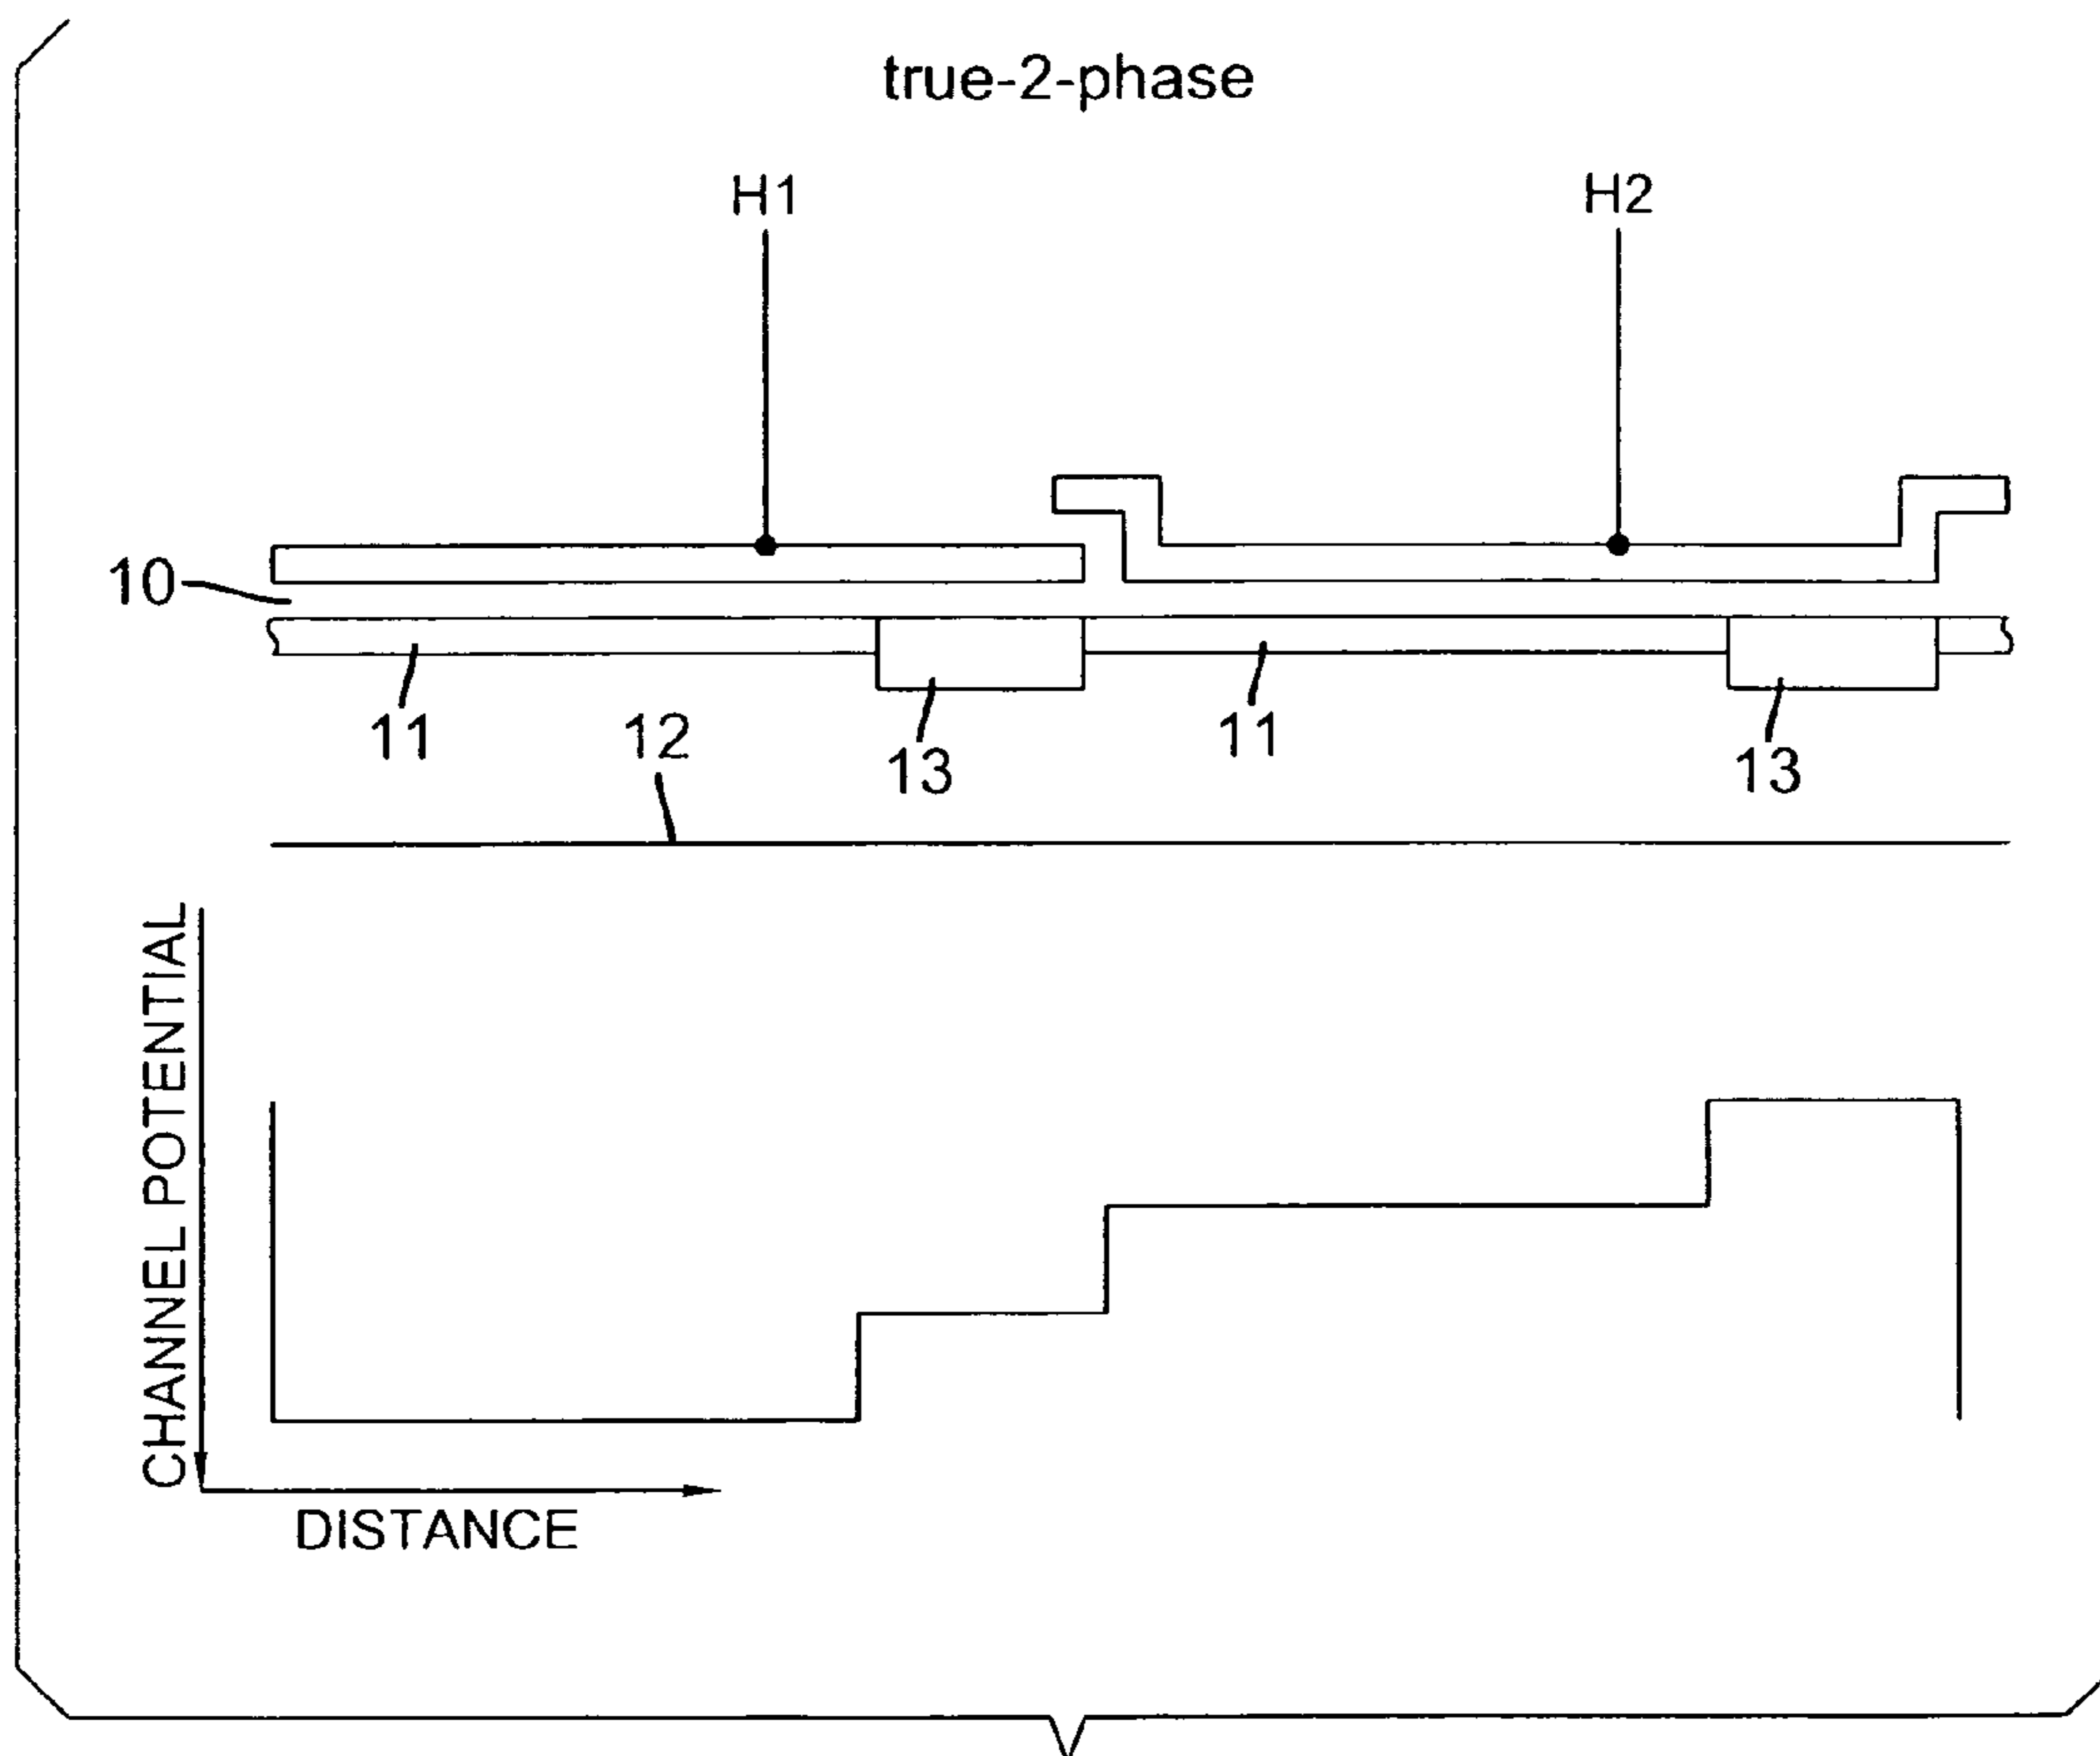 true-2-phase
H1
H2
10
11
12
13
11
13
CHANNEL POTENTIAL
DISTANCE